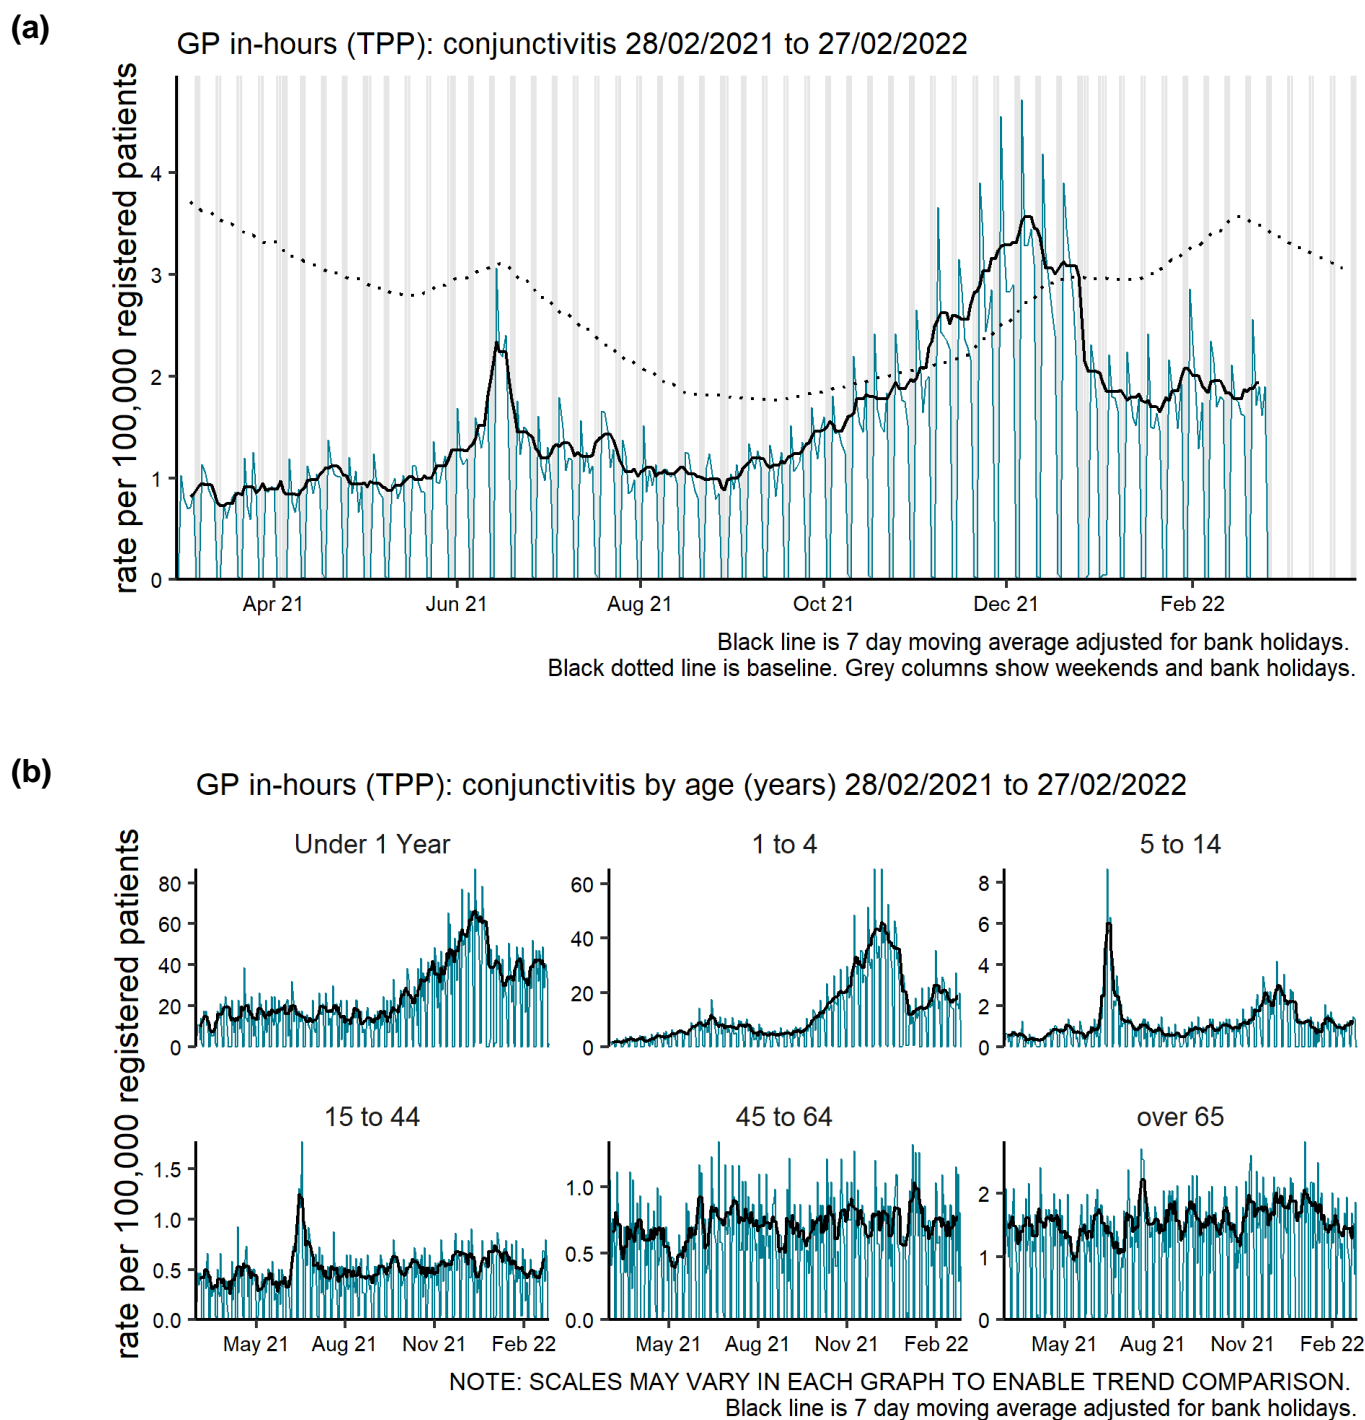 (a)
GP in-hours (TPP): conjunctivitis 28/02/2021 to 27/02/2022
rate per 100,000 registered patients
4
3
2
1
0
Apr 21 Jun 21 Aug 21 Oct 21 Dec 21 Feb 22
Black line is 7 day moving average adjusted for bank holidays.
Black dotted line is baseline. Grey columns show weekends and bank holidays.
(b)
GP in-hours (TPP): conjunctivitis by age (years) 28/02/2021 to 27/02/2022
rate per 100,000 registered patients
Under 1 Year 1 to 4 5 to 14
80
60
40
20
0
60
40
20
0
8
6
4
2
0
15 to 44 45 to 64 over 65
1.5
1.0
0.5
0.0
1.0
0.5
0.0
2
1
0
May 21 Aug 21 Nov 21 Feb 22 May 21 Aug 21 Nov 21 Feb 22 May 21 Aug 21 Nov 21 Feb 22
NOTE: SCALES MAY VARY IN EACH GRAPH TO ENABLE TREND COMPARISON.
Black line is 7 day moving average adjusted for bank holidays.